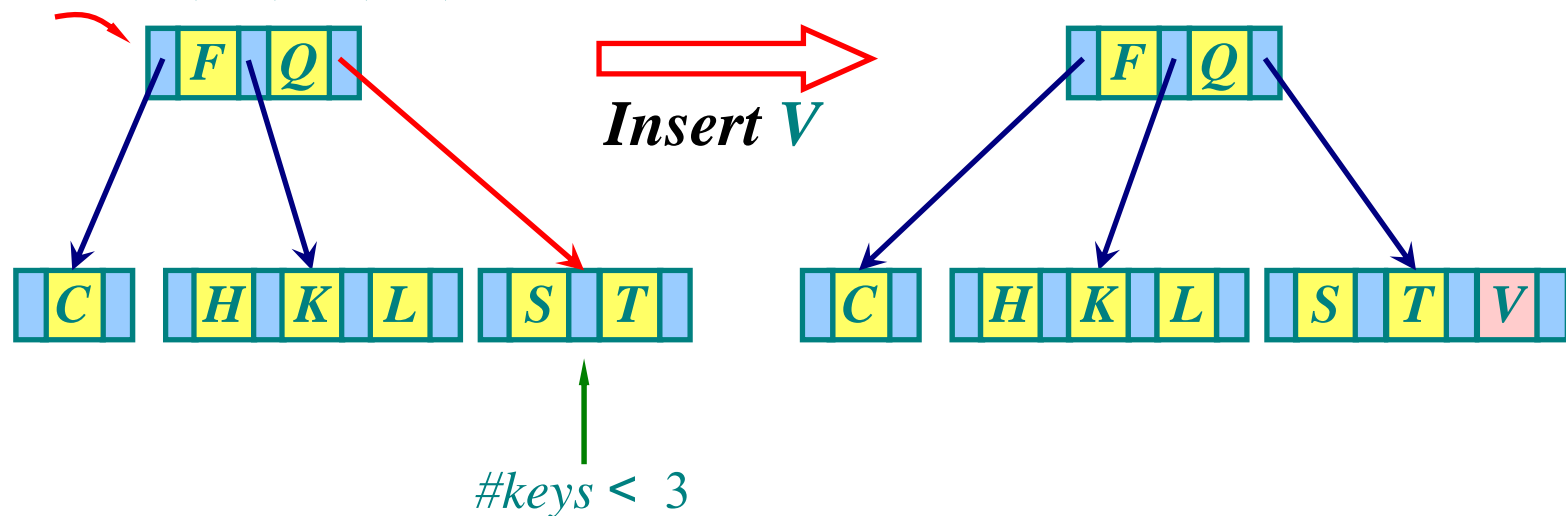 F Q F Q
Insert V
C H K L S T C H K L S T V
#keys < 3